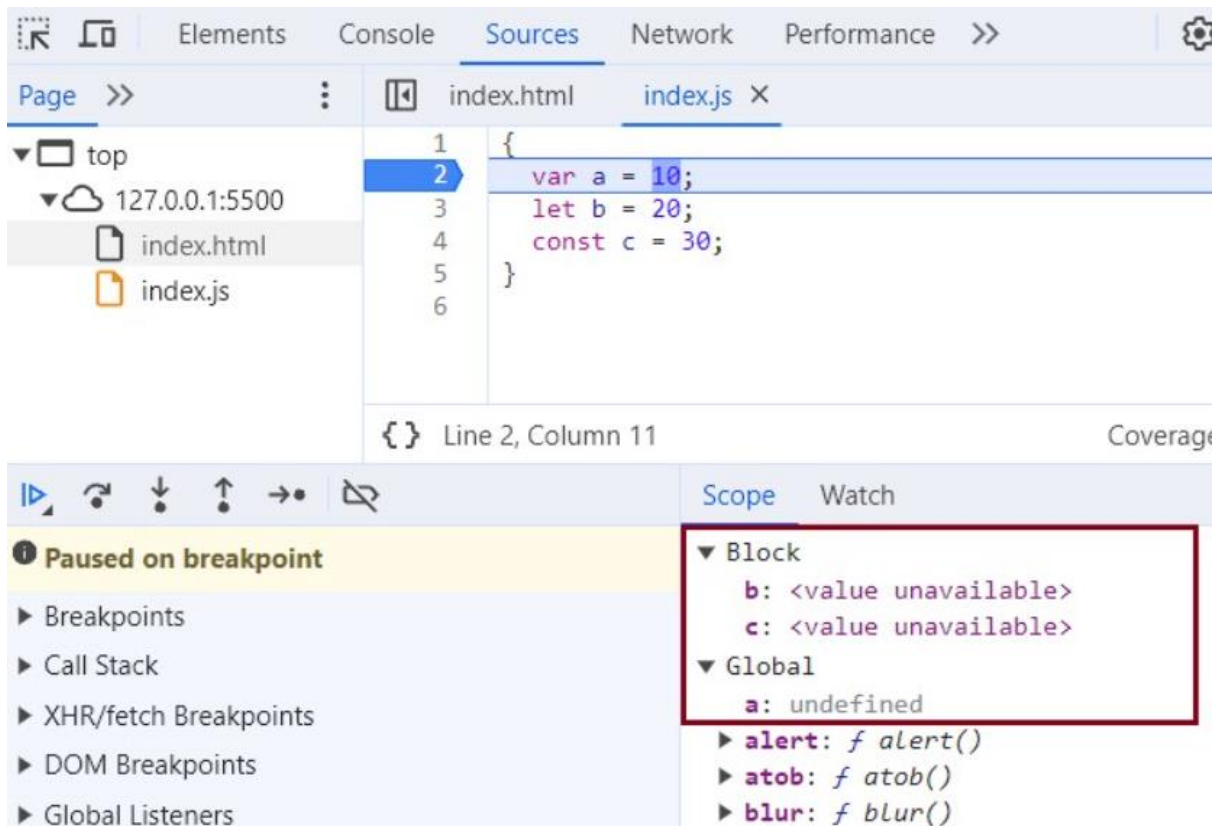 Elements Console Sources Network Performance >>
Page >>
index.html index.js ×
top
127.0.0.1:5500
index.html
index.js
1 {
2 var a = 10;
3 let b = 20;
4 const c = 30;
5 }
6
{ } Line 2, Column 11 Coverage
Scope Watch
Paused on breakpoint
Breakpoints
Call Stack
XHR/fetch Breakpoints
DOM Breakpoints
Global Listeners
Block
b: <value unavailable>
c: <value unavailable>
Global
a: undefined
alert: ƒ alert()
atob: ƒ atob()
blur: ƒ blur()